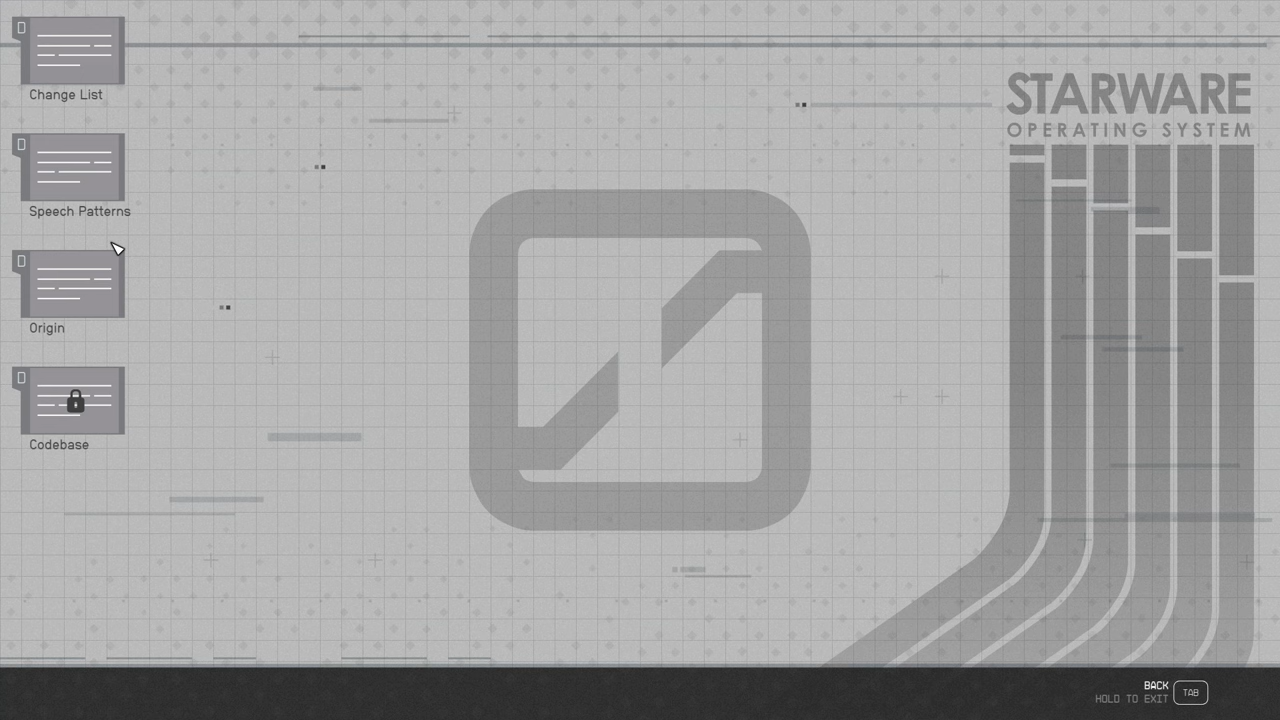 Change List
Speech Patterns
Origin
Codebase
STARWARE
OPERATING SYSTEM
BACK
HOLD TO EXIT
TAB